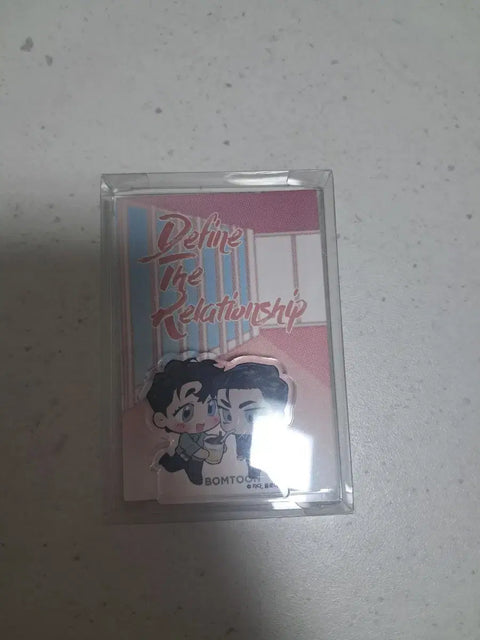 Define
The
Relationship
BOMTOON